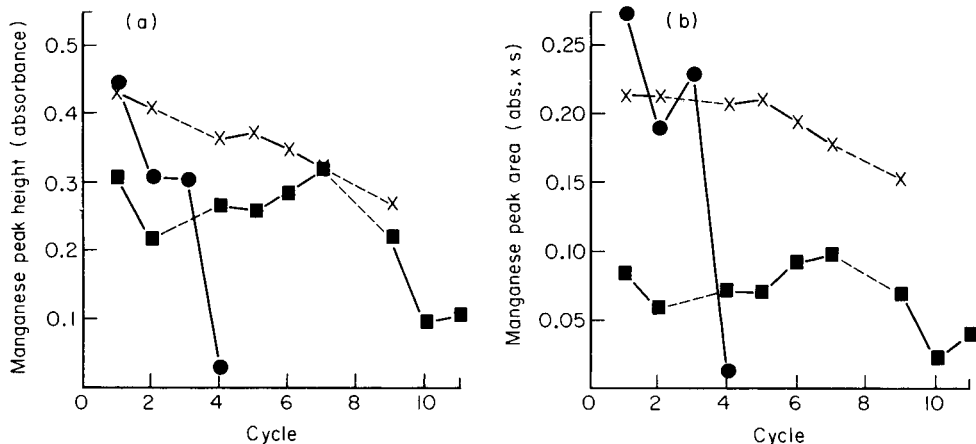 (a)
Manganese peak height (absorbance)
0.5
0.4
0.3
0.2
0.1
0 2 4 6 8 10
Cycle
(b)
Manganese peak area (abs. x s)
0.25
0.20
0.15
0.10
0.05
0 2 4 6 8 10
Cycle